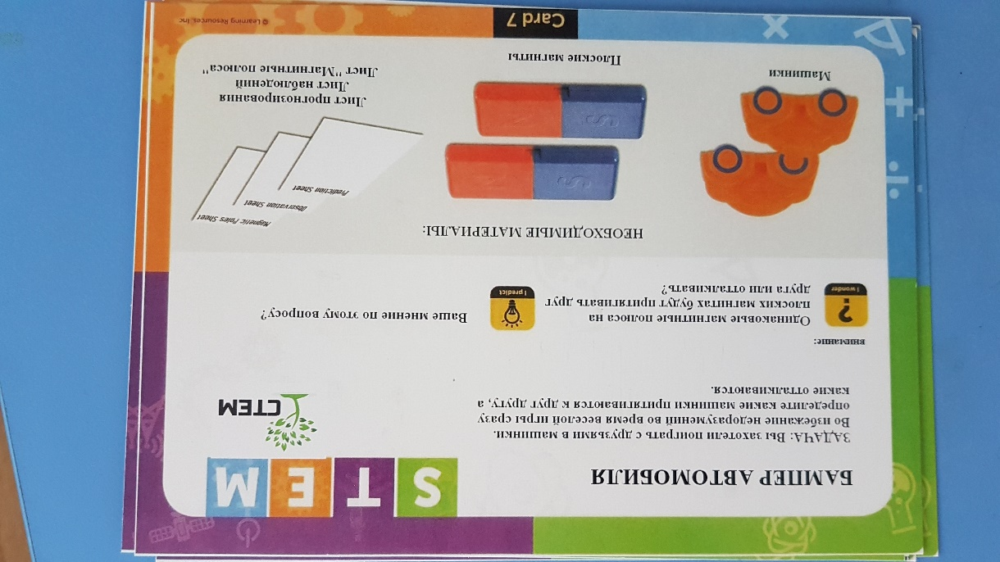 БАМПЕР АВТОМОБИЛЯ
STEM
ЗАДАЧА: Вы захотели поиграть с друзьями в машинки.
Во избежание недоразумений во время веселой игры сразу
определите какие машинки притягиваются к друг другу, а
какие отталкиваются.
СТЕМ
внимание:
?
I wonder
Одинаковые магнитные полюса на
плоских магнитах будут притягивать друг
друга или отталкивать?
I predict
Ваше мнение по этому вопросу?
НЕОБХОДИМЫЕ МАТЕРИАЛЫ:
Машинки
S
S
Плоские магниты
Magnetic Poles Sheet
Observation Sheet
Prediction Sheet
Лист прогнозирования
Лист наблюдений
Лист "Магнитные полюса"
Card 7
© Learning Resources, Inc